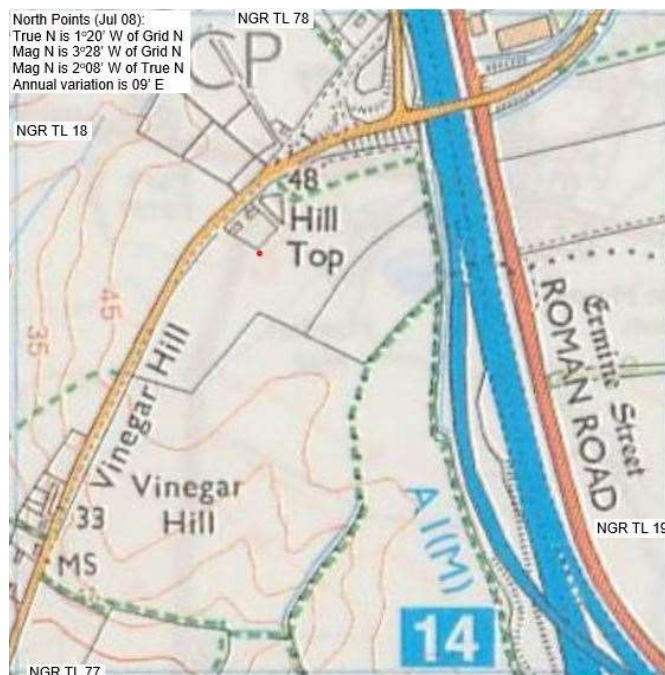 North Points (Jul 08):
True N is 1°20' W of Grid N
Mag N is 3°28' W of Grid N
Mag N is 2°08' W of True N
Annual variation is 09' E
NGR TL 78
CP
NGR TL 18
48
Hill
Top
45
35
Ermine Street
ROMAN ROAD
Vinegar Hill
Vinegar
Hill
33
MS
A1(M)
NGR TL 19
14
NGR TL 77